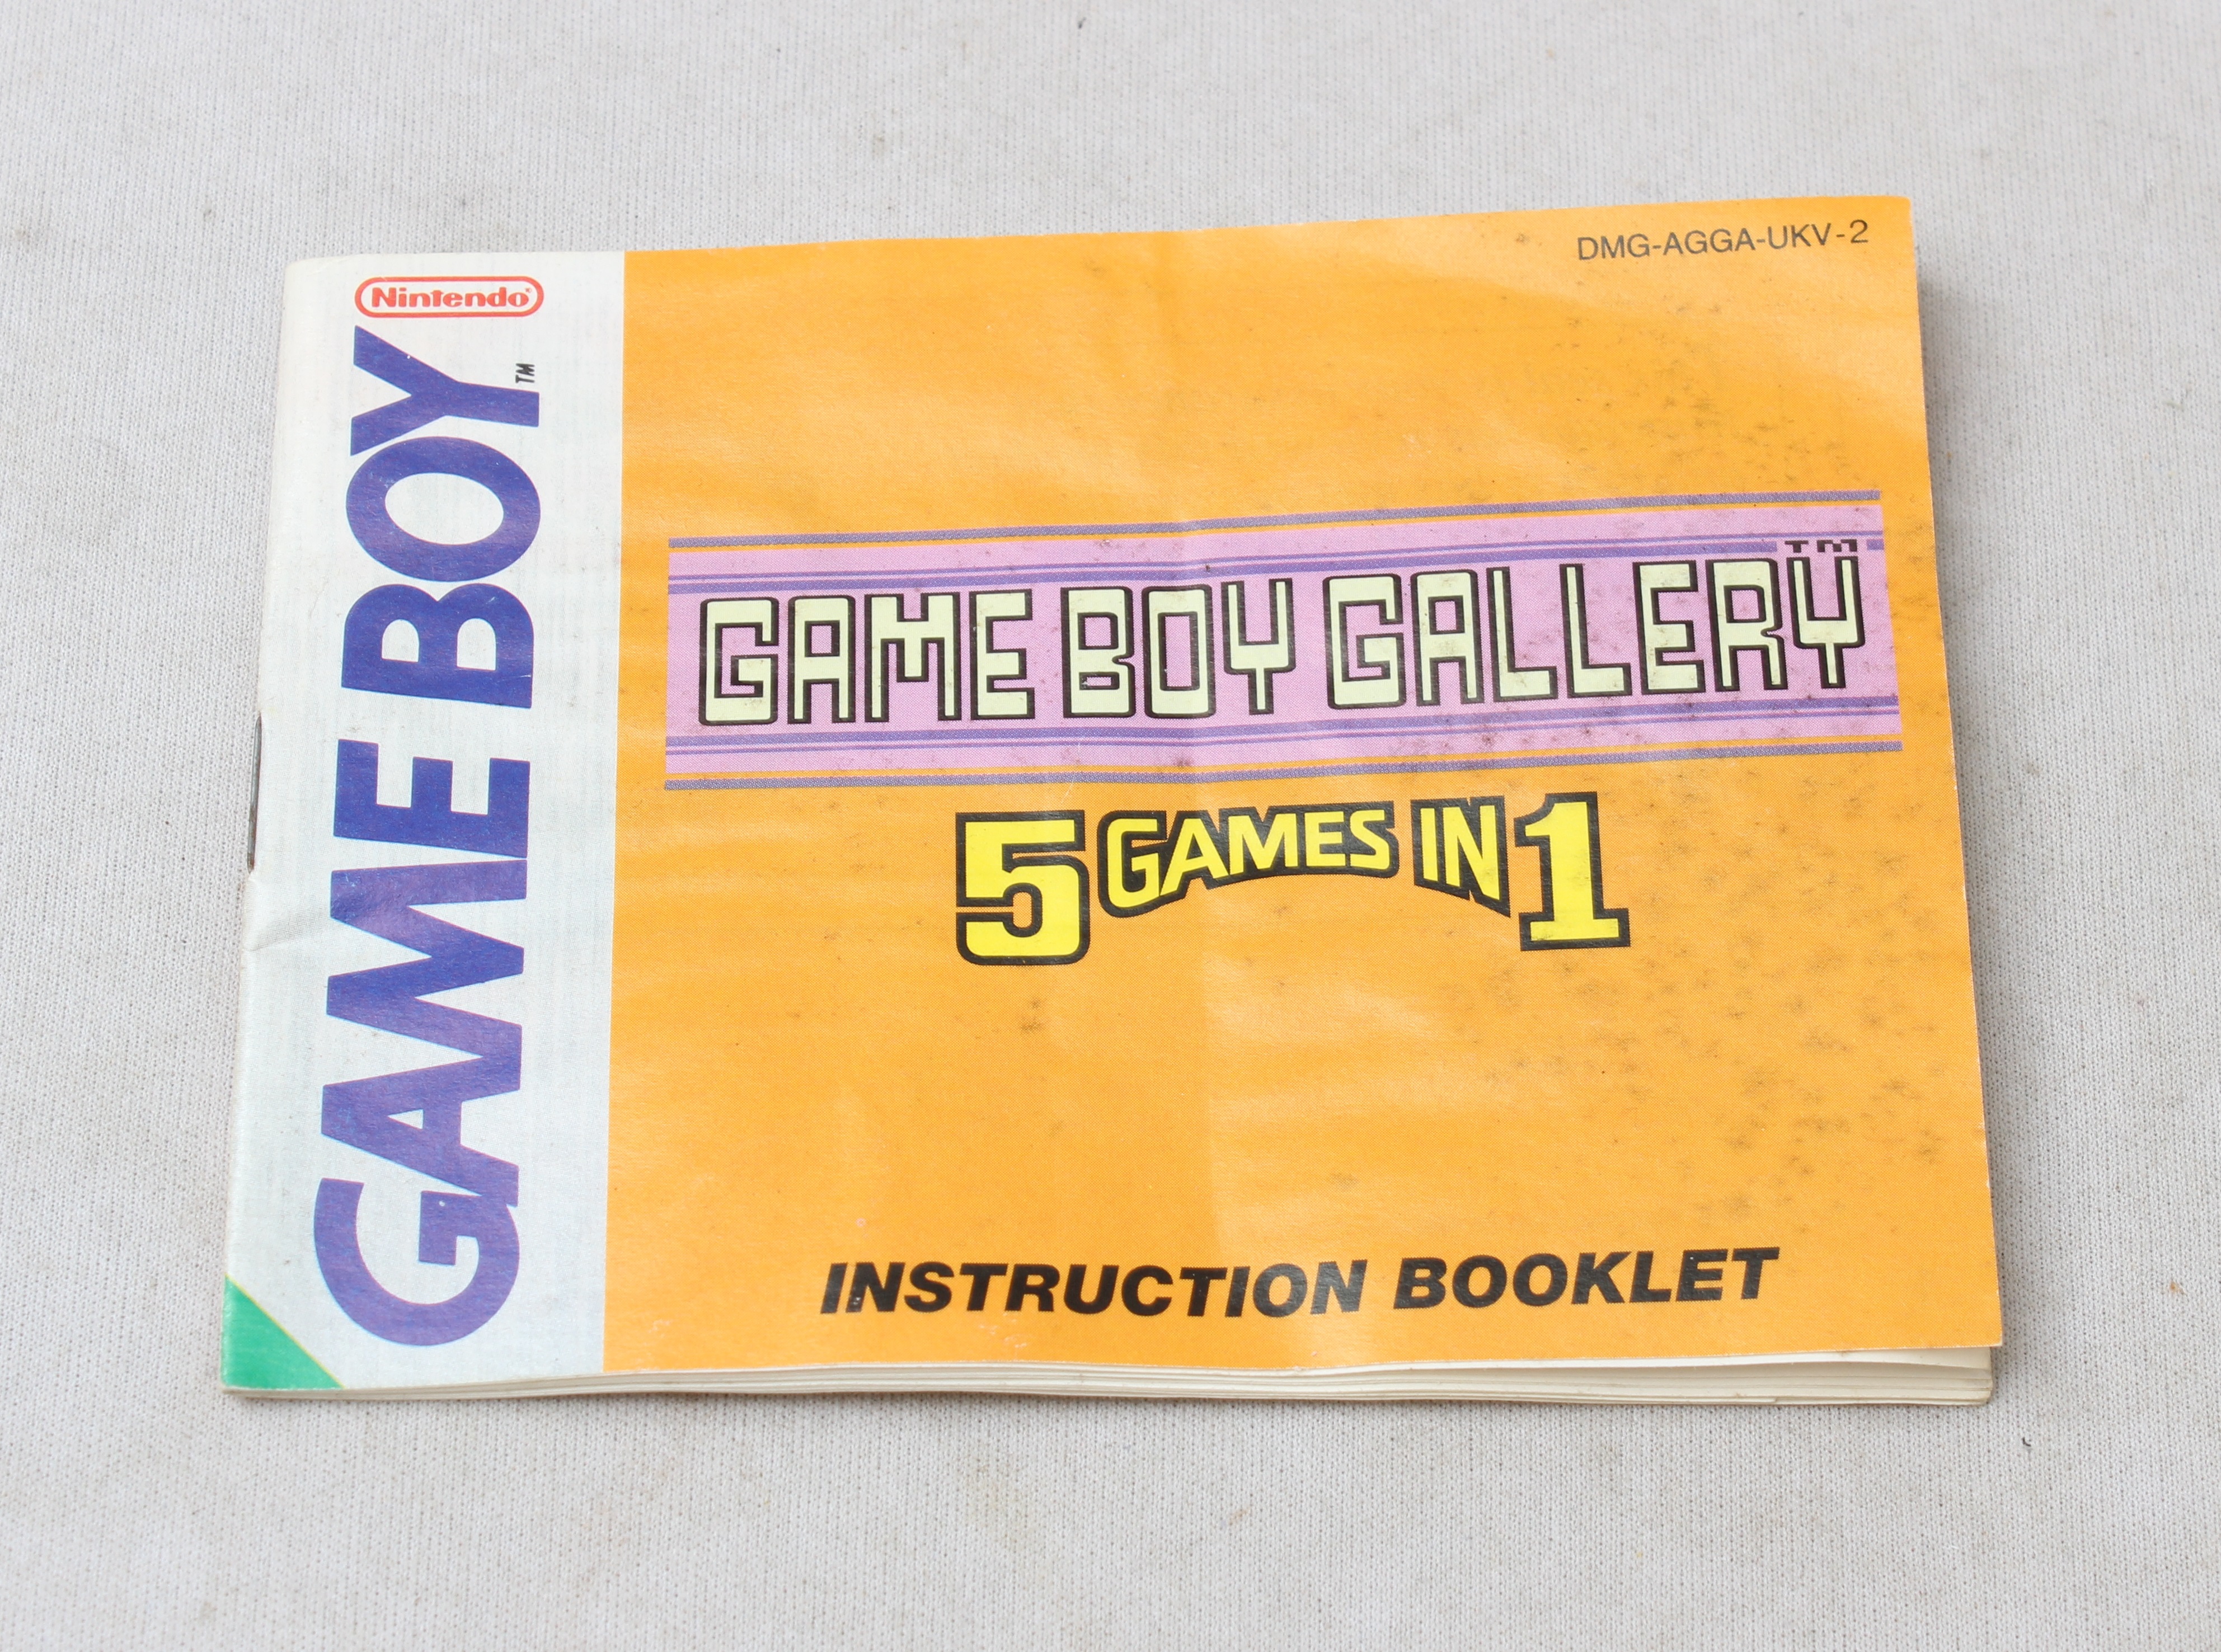 Nintendo®
GAME BOY™
DMG-AGGA-UKV-2
GAME BOY GALLERY™
5 GAMES IN 1
INSTRUCTION BOOKLET